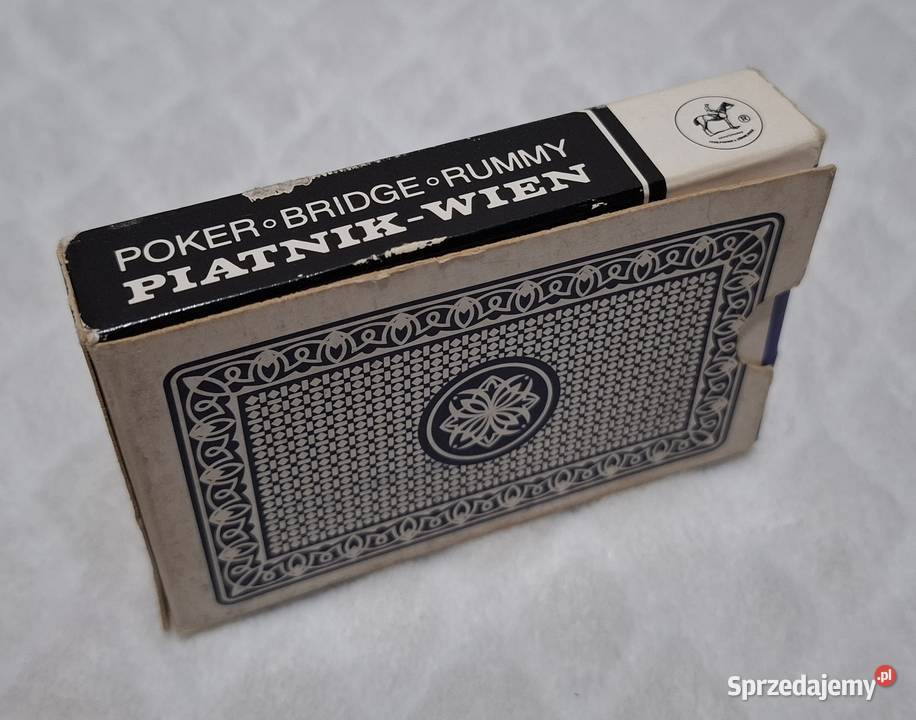 POKER◦BRIDGE◦RUMMY
PIATNIK-WIEN
®
Sprzedajemy.pl